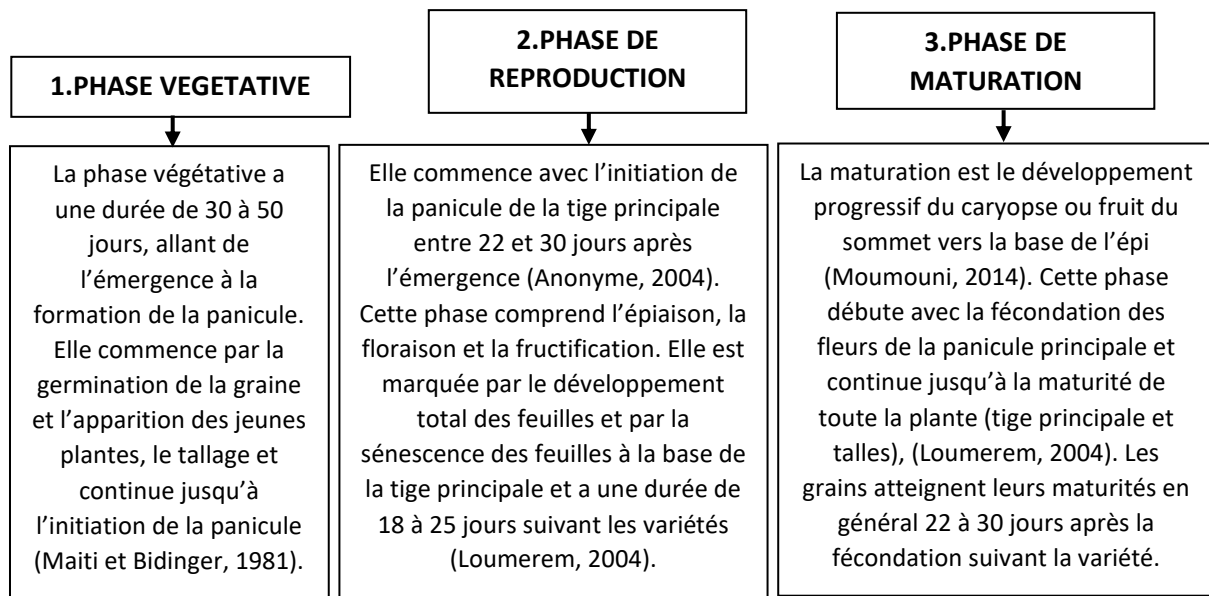 1.PHASE VEGETATIVE
La phase végétative a
une durée de 30 à 50
jours, allant de
l’émergence à la
formation de la panicule.
Elle commence par la
germination de la graine
et l’apparition des jeunes
plantes, le tallage et
continue jusqu’à
l’initiation de la panicule
(Maiti et Bidinger, 1981).
2.PHASE DE
REPRODUCTION
Elle commence avec l’initiation de
la panicule de la tige principale
entre 22 et 30 jours après
l’émergence (Anonyme, 2004).
Cette phase comprend l’épiaison, la
floraison et la fructification. Elle est
marquée par le développement
total des feuilles et par la
sénescence des feuilles à la base de
la tige principale et a une durée de
18 à 25 jours suivant les variétés
(Loumerem, 2004).
3.PHASE DE
MATURATION
La maturation est le développement
progressif du caryopse ou fruit du
sommet vers la base de l’épi
(Moumouni, 2014). Cette phase
débute avec la fécondation des
fleurs de la panicule principale et
continue jusqu’à la maturité de
toute la plante (tige principale et
talles), (Loumerem, 2004). Les
grains atteignent leurs maturités en
général 22 à 30 jours après la
fécondation suivant la variété.